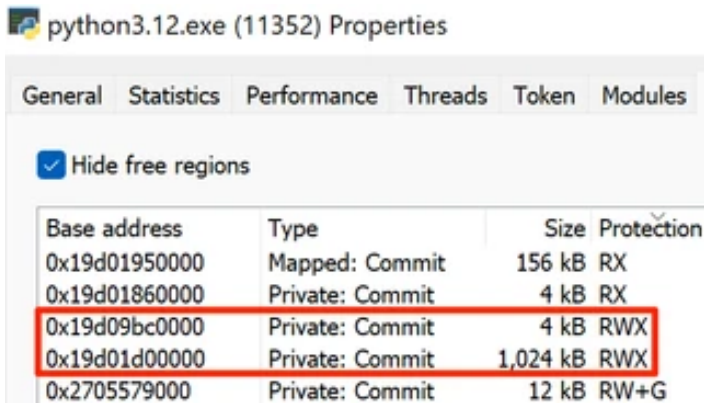 python3.12.exe (11352) Properties
General Statistics Performance Threads Token Modules
Hide free regions
Base address Type Size Protection
0x19d01950000 Mapped: Commit 156 kB RX
0x19d01860000 Private: Commit 4 kB RX
0x19d09bc0000 Private: Commit 4 kB RWX
0x19d01d00000 Private: Commit 1,024 kB RWX
0x2705579000 Private: Commit 12 kB RW+G